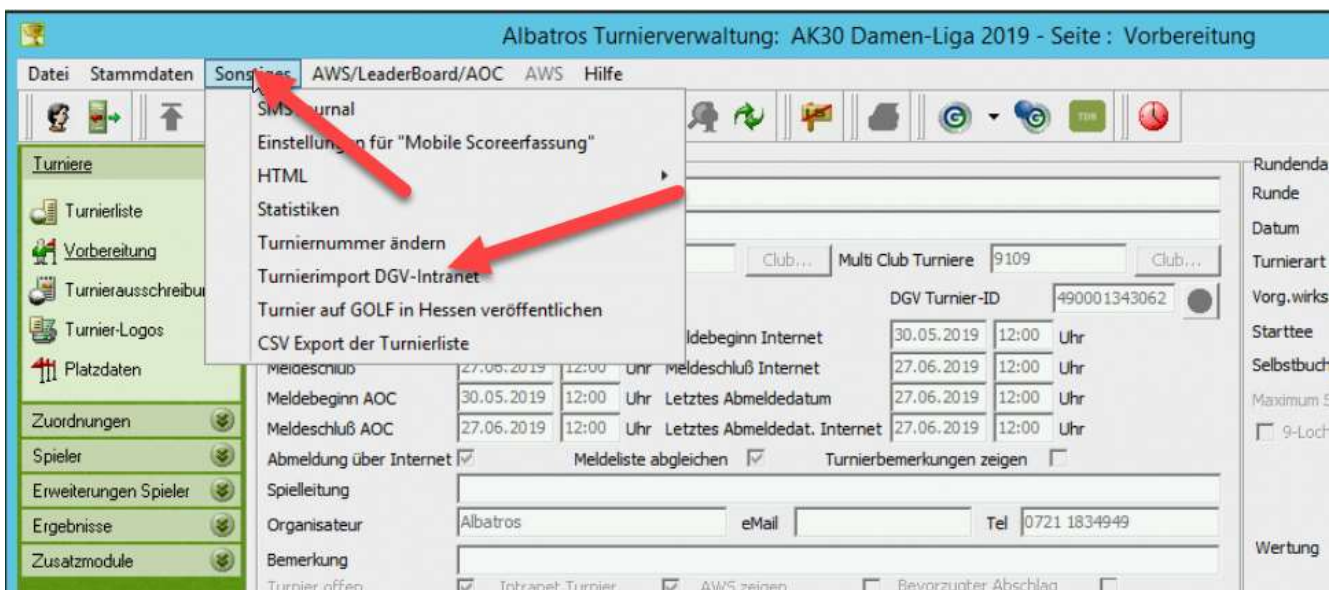 Albatros Turnierverwaltung: AK30 Damen-Liga 2019 - Seite : Vorbereitung
Datei Stammdaten Sonstiges AWS/LeaderBoard/AOC AWS Hilfe
SMS Journal
Einstellungen für "Mobile Scoreerfassung"
HTML
Statistiken
Turniernummer ändern
Turnierimport DGV-Intranet
Turnier auf GOLF in Hessen veröffentlichen
CSV Export der Turnierliste
Turniere
Turnierliste
Vorbereitung
Turnierausschreibu
Turnier-Logos
Platzdaten
Zuordnungen
Spieler
Erweiterungen Spieler
Ergebnisse
Zusatzmodule
Club... Multi Club Turniere 9109 Club...
DGV Turnier-ID 490001343062
ldebeginn Internet 30.05.2019 12:00 Uhr
Meldeschluß 27.06.2019 12:00 Uhr Meldeschluß Internet 27.06.2019 12:00 Uhr
Meldebeginn AOC 30.05.2019 12:00 Uhr Letztes Abmeldedatum 27.06.2019 12:00 Uhr
Meldeschluß AOC 27.06.2019 12:00 Uhr Letztes Abmeldedat. Internet 27.06.2019 12:00 Uhr
Abmeldung über Internet Meldeliste abgleichen Turnierbemerkungen zeigen
Spielleitung
Organisateur Albatros eMail Tel 0721 1834949
Bemerkung
Turnier offen Intranet Turnier AWS zeigen Bevorzugter Abschlag
Rundenda
Runde
Datum
Turnierart
Vorg.wirks
Starttee
Selbstbuch
Maximum S
9-Loch
Wertung